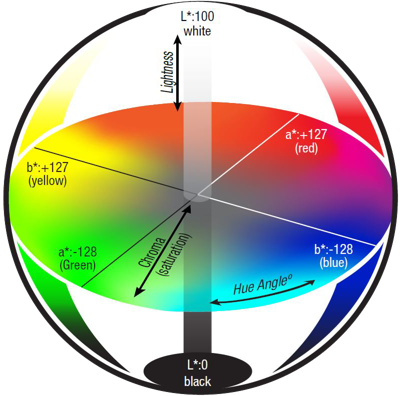 L*:100
white
Lightness
a*:+127
(red)
b*:+127
(yellow)
a*:-128
(Green)
Chroma
(saturation)
b*:-128
(blue)
Hue Angle°
L*:0
black